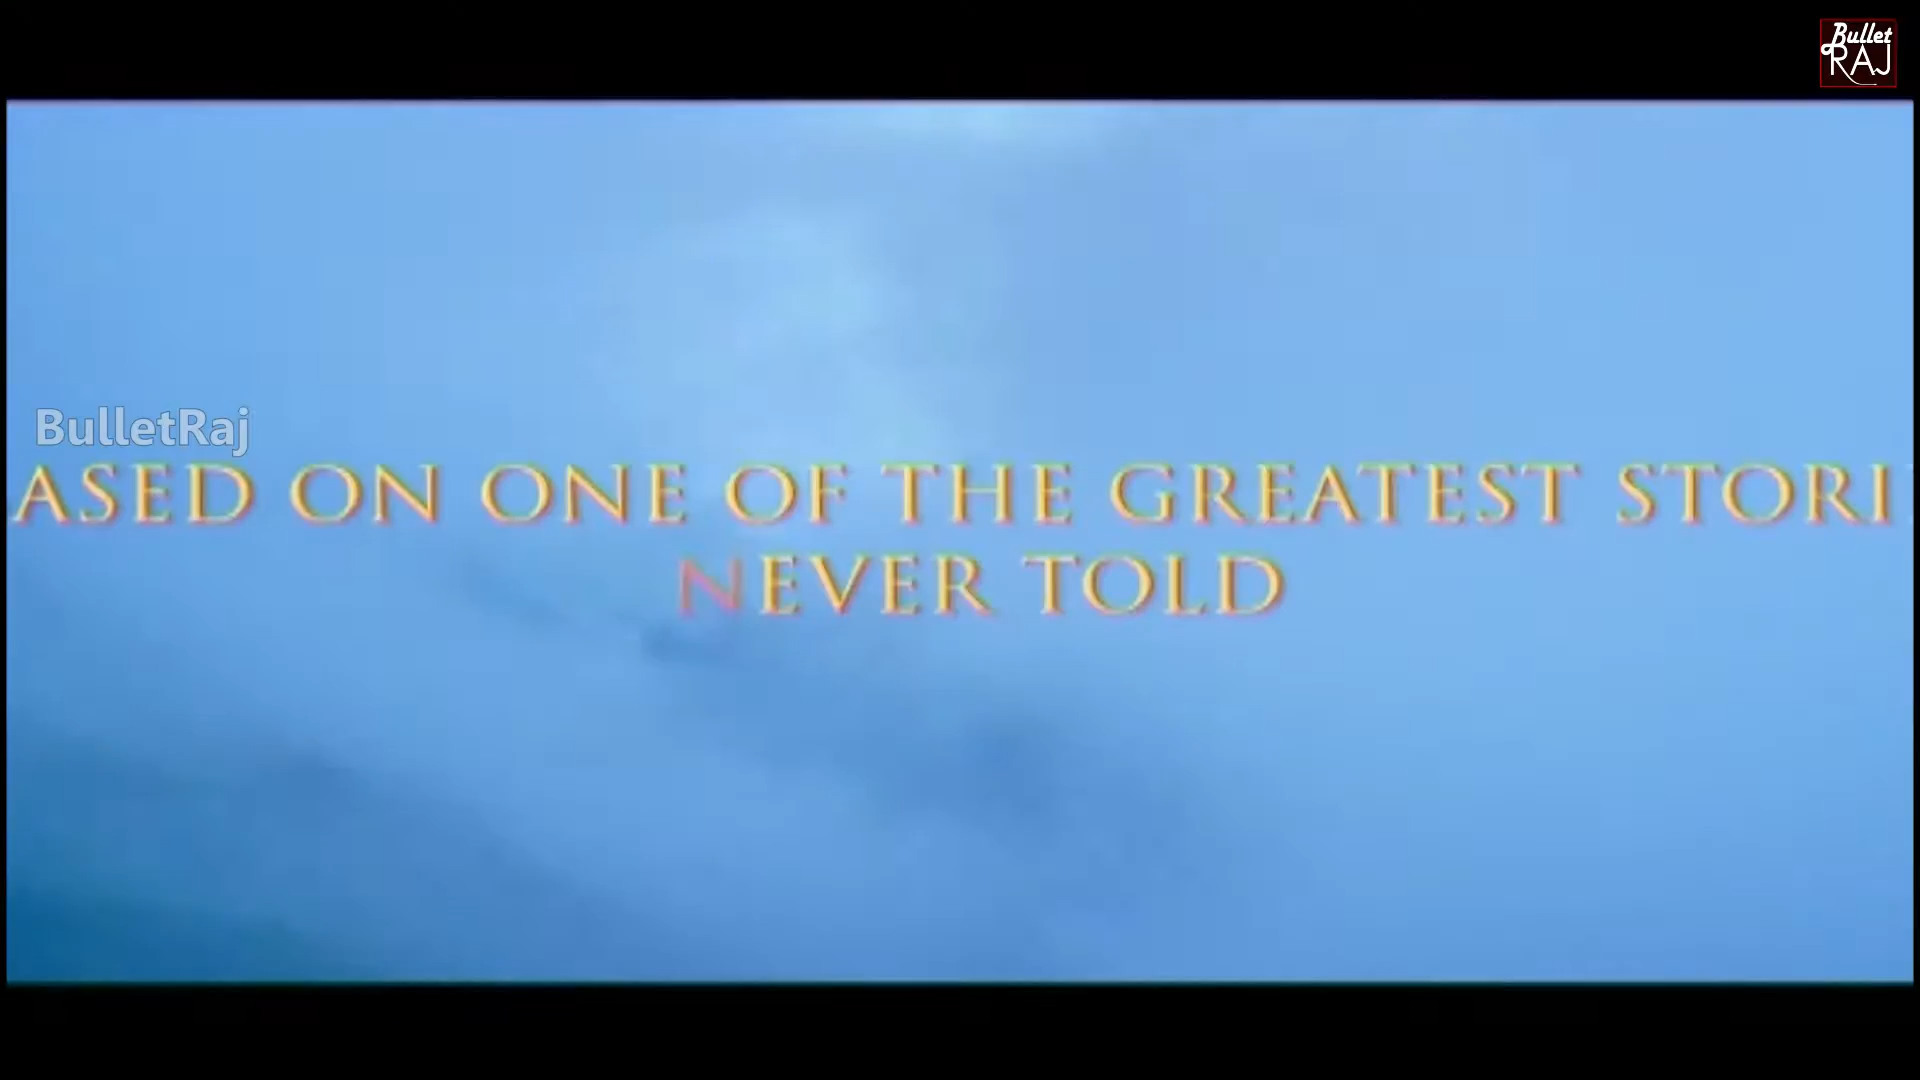 Bullet
RAJ
BulletRaj
ASED ON ONE OF THE GREATEST STORI
NEVER TOLD